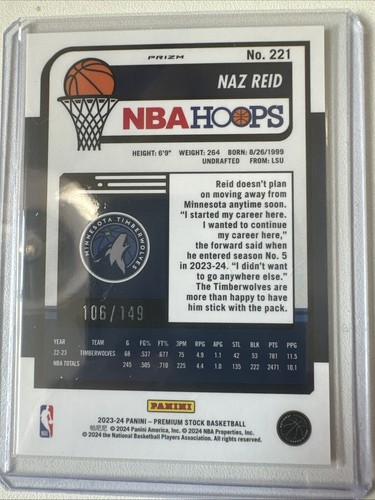 PRIZM
No. 221
NAZ REID
NBA HOOPS
HEIGHT: 6'9" WEIGHT: 264 BORN: 8/26/1999
UNDRAFTED FROM: LSU
Reid doesn't plan
on moving away from
Minnesota anytime soon.
"I started my career here.
I wanted to continue
my career here,"
the forward said when
he entered season No. 5
in 2023-24. "I didn't want
to go anywhere else."
The Timberwolves are
more than happy to have
him stick with the pack.
MINNESOTA TIMBERWOLVES
106/149
YEAR TEAM G FG% FT% 3PM RPG APG STL BLK PTS PPG
22-23 TIMBERWOLVES 68 .537 .677 75 4.9 1.1 42 53 781 11.5
NBA TOTALS 245 .505 .710 225 4.4 1.0 135 222 2471 10.1
PANINI
2023-24 PANINI – PREMIUM STOCK BASKETBALL
帕尼尼 © 2024 Panini America, Inc. © 2024 NBA Properties, Inc.
© 2024 the National Basketball Players Association. All rights reserved.
NBA